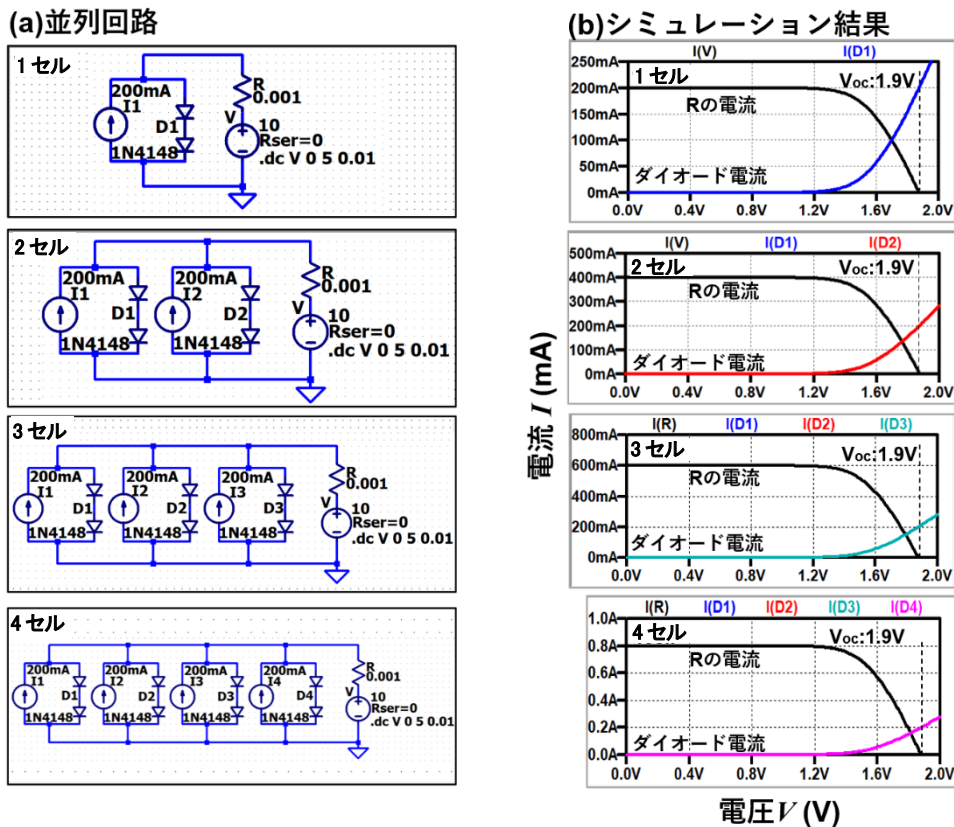 (a)並列回路
1セル
200mA
I1
D1
1N4148
R
0.001
V
10
Rser=0
.dc V 0 5 0.01
2セル
200mA
I1
D1
1N4148
200mA
I2
D2
1N4148
R
0.001
V
10
Rser=0
.dc V 0 5 0.01
3セル
200mA
I1
D1
1N4148
200mA
I2
D2
1N4148
200mA
I3
D3
1N4148
R
0.001
V
10
Rser=0
.dc V 0 5 0.01
4セル
200mA
I1
D1
1N4148
200mA
I2
D2
1N4148
200mA
I3
D3
1N4148
200mA
I4
D4
1N4148
R
0.001
V
10
Rser=0
.dc V 0 5 0.01
(b)シミュレーション結果
電流 I (mA)
I(V) I(D1)
250mA
200mA
150mA
100mA
50mA
0mA
1セル
Voc:1.9V
Rの電流
ダイオード電流
0.0V 0.4V 0.8V 1.2V 1.6V 2.0V
I(V) I(D1) I(D2)
500mA
400mA
300mA
200mA
100mA
0mA
2セル
Voc:1.9V
Rの電流
ダイオード電流
0.0V 0.4V 0.8V 1.2V 1.6V 2.0V
I(R) I(D1) I(D2) I(D3)
800mA
600mA
400mA
200mA
0mA
3セル
Voc:1.9V
Rの電流
ダイオード電流
0.0V 0.4V 0.8V 1.2V 1.6V 2.0V
I(R) I(D1) I(D2) I(D3) I(D4)
1.0A
0.8A
0.6A
0.4A
0.2A
0.0A
4セル
Voc:1.9V
Rの電流
ダイオード電流
0.0V 0.4V 0.8V 1.2V 1.6V 2.0V
電圧V (V)